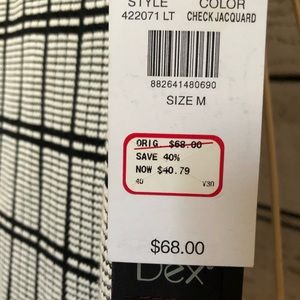 STYLE COLOR
422071 LT CHECK JACQUARD
882641480690
SIZE M
ORIG. $68.00
SAVE 40%
NOW $40.79
40 V30
$68.00
Dex